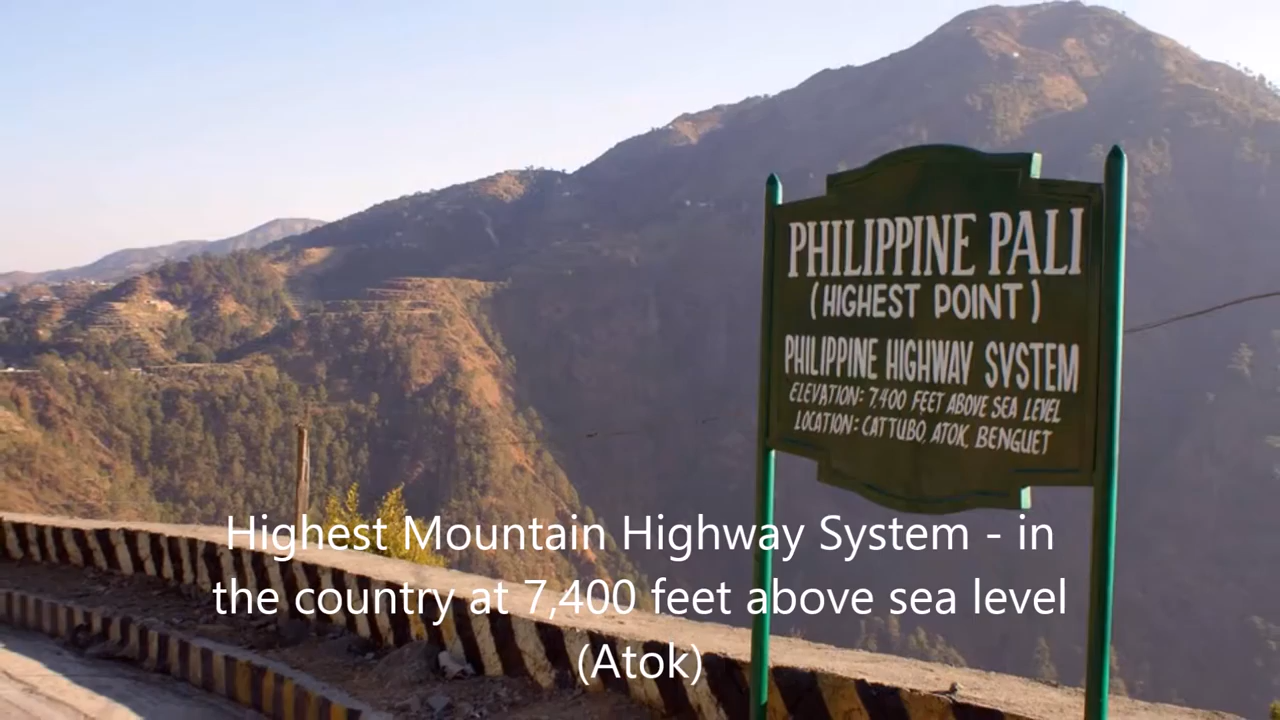 PHILIPPINE PALI
(HIGHEST POINT)
PHILIPPINE HIGHWAY SYSTEM
ELEVATION: 7,400 FEET ABOVE SEA LEVEL
LOCATION: CATTUBO, ATOK, BENGUET
Highest Mountain Highway System - in
the country at 7,400 feet above sea level
(Atok)